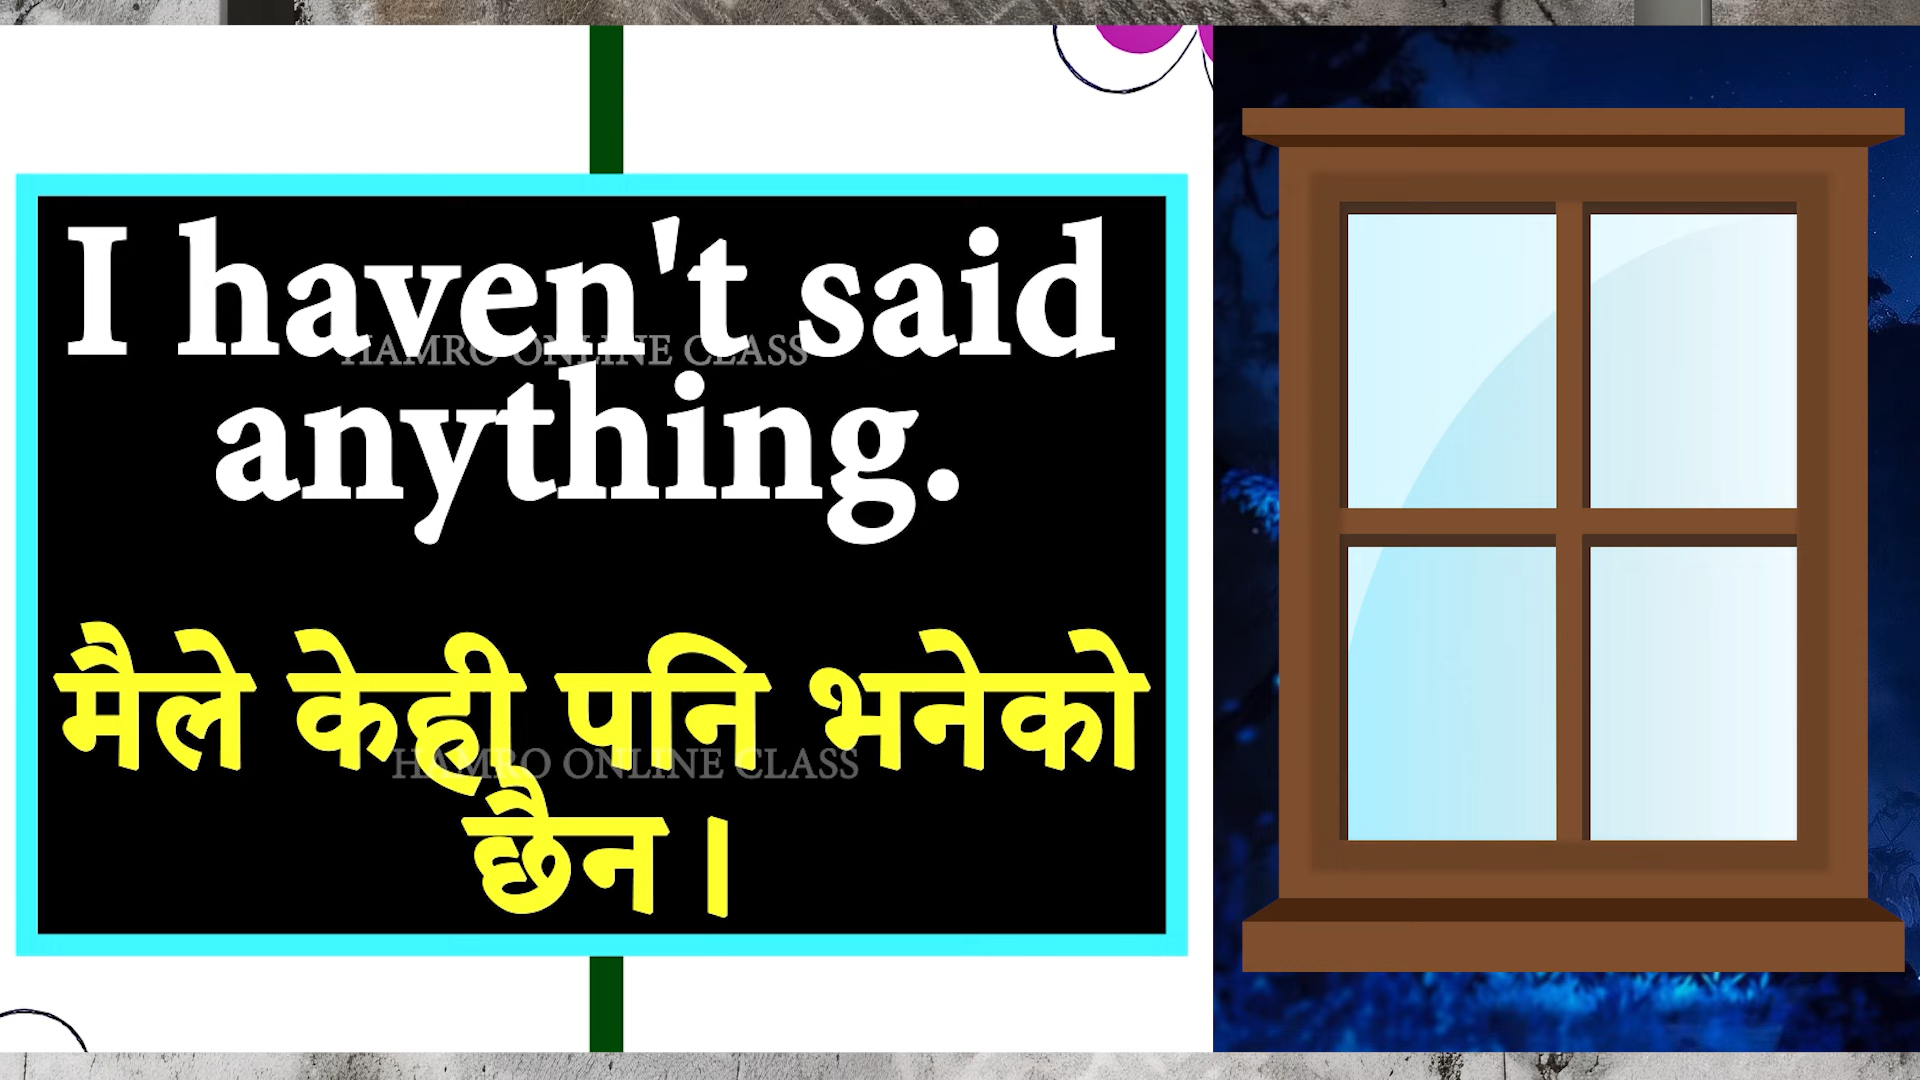 I haven't said
HAMRO ONLINE CLASS
anything.
मैले केही पनि भनेको
HAMRO ONLINE CLASS
छैन।